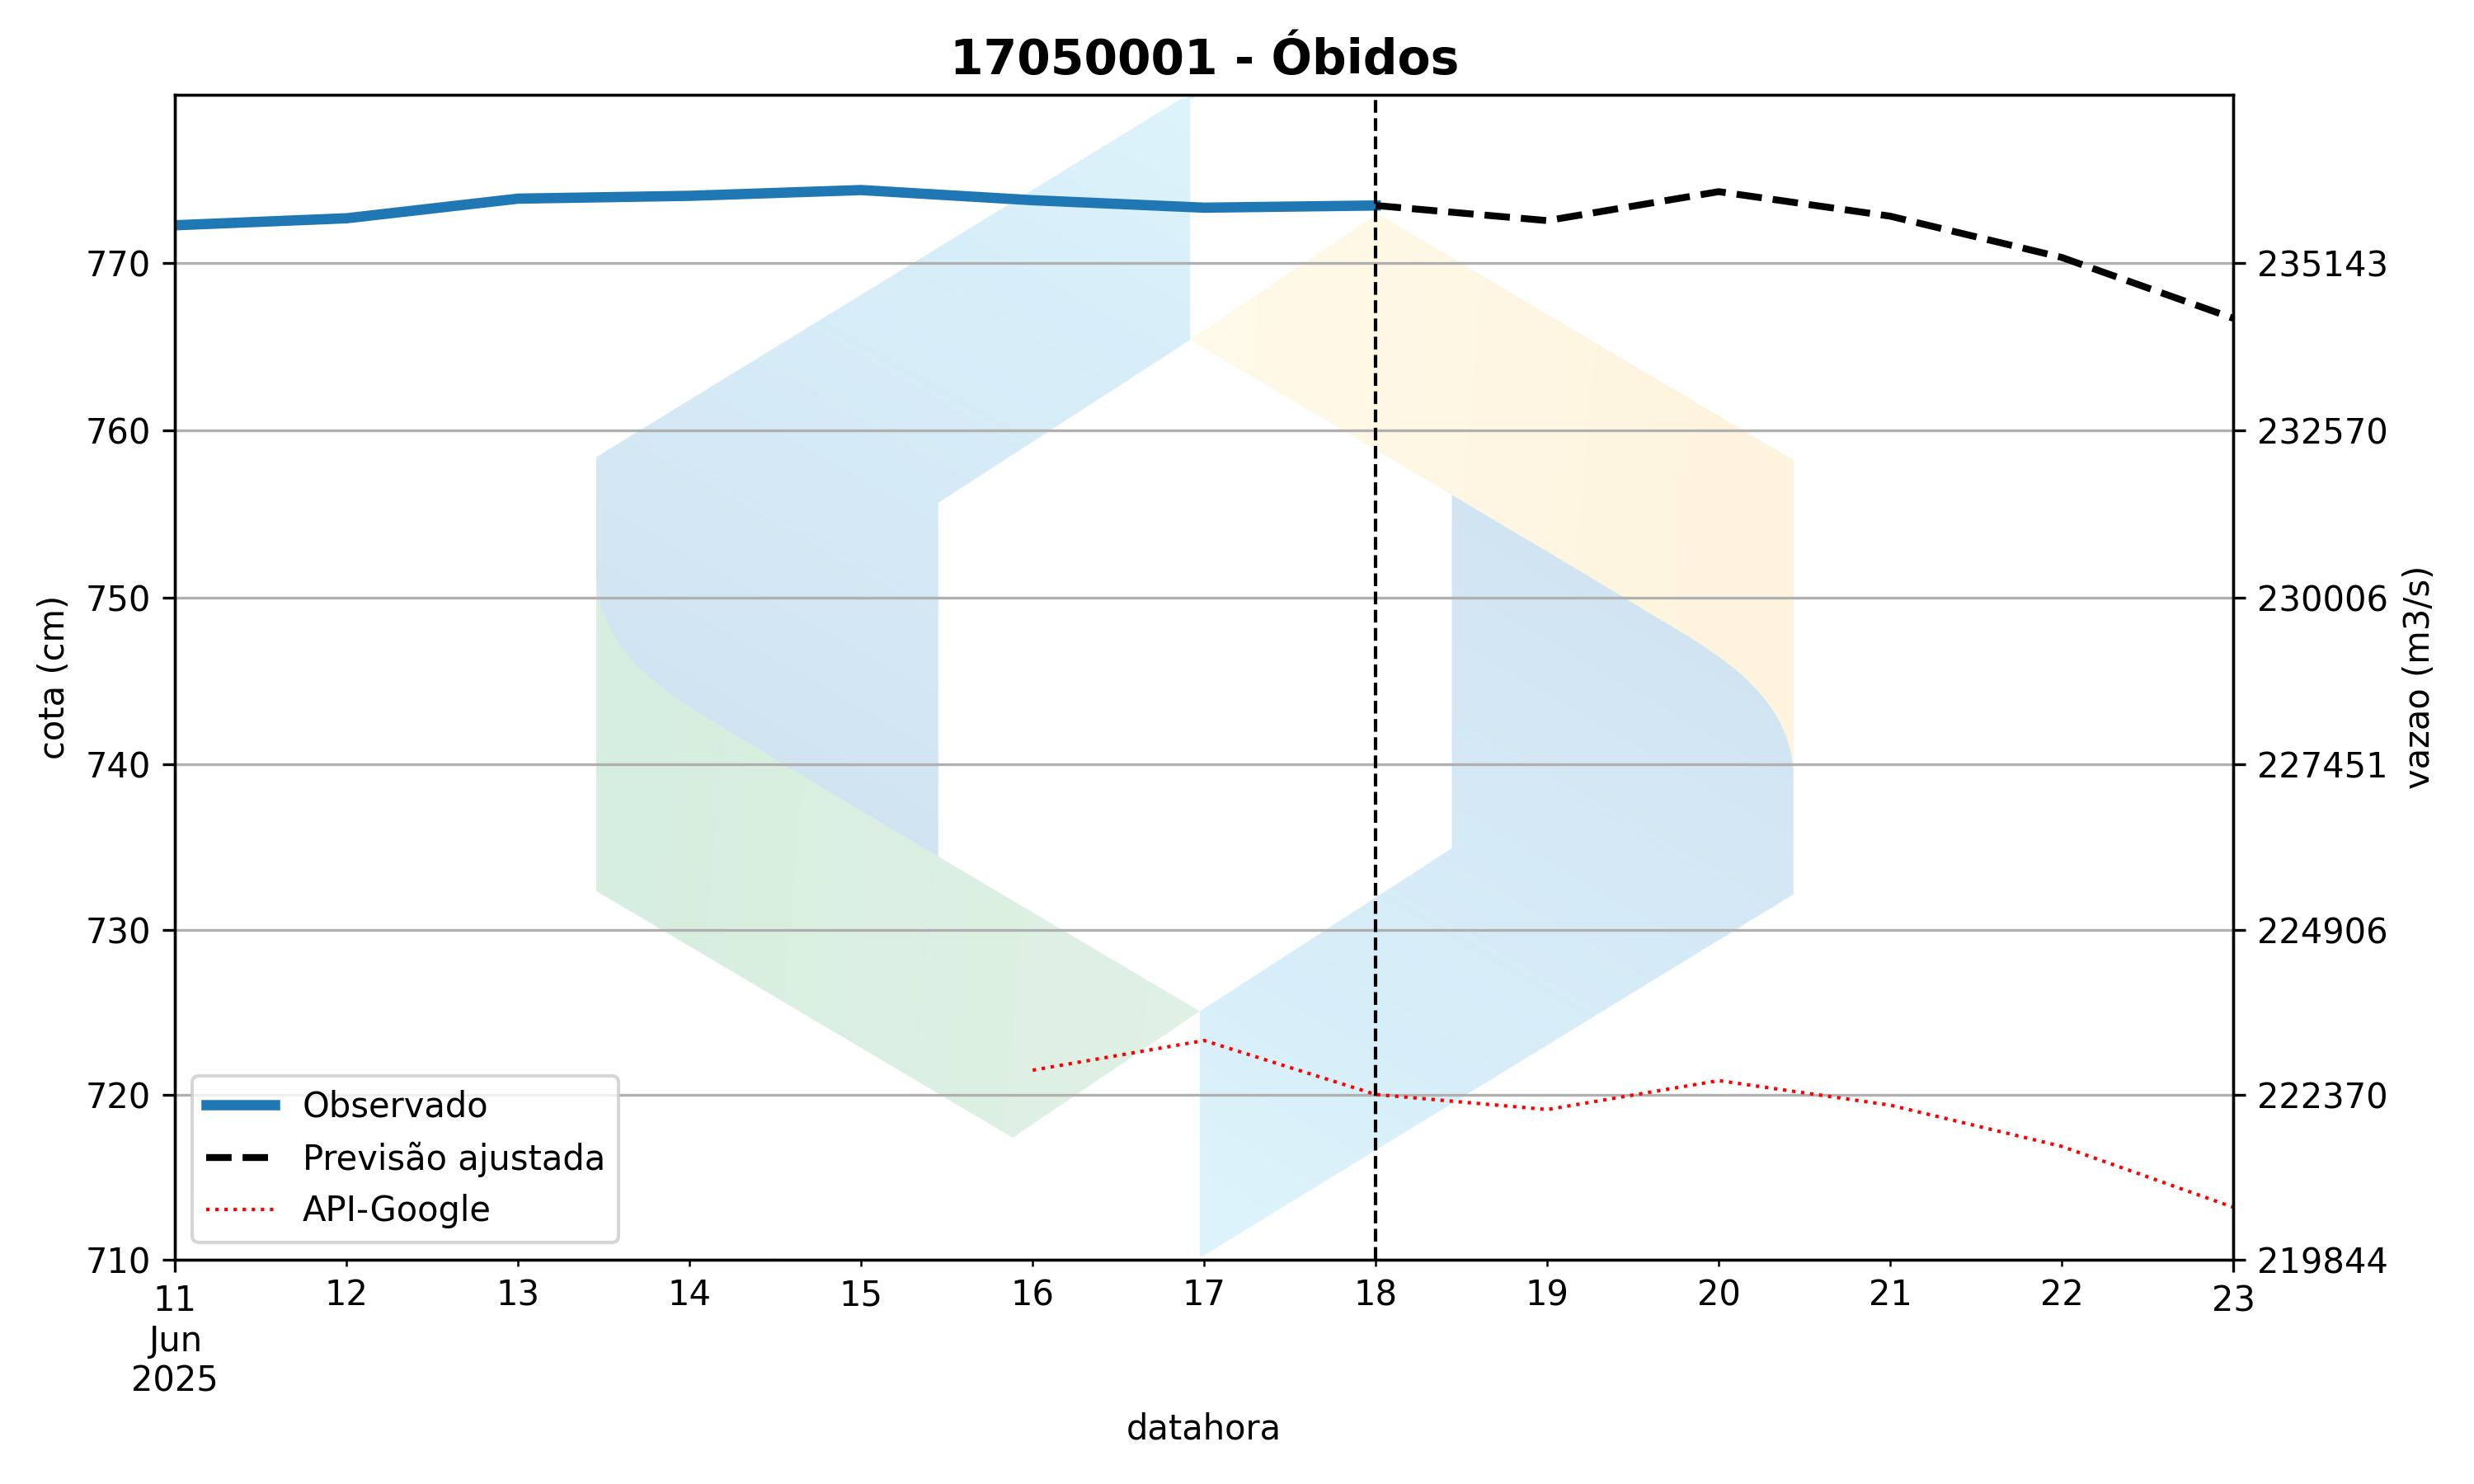 17050001 - Óbidos
770
760
750
740
730
720
710
cota (cm)
235143
232570
230006
227451
224906
222370
219844
vazao (m3/s)
Observado
Previsão ajustada
API-Google
11 12 13 14 15 16 17 18 19 20 21 22 23
Jun
2025
datahora